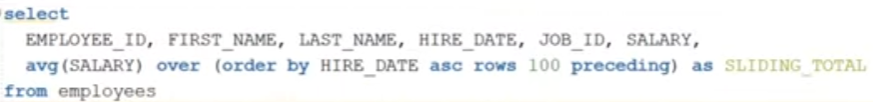 select
EMPLOYEE_ID, FIRST_NAME, LAST_NAME, HIRE_DATE, JOB_ID, SALARY,
avg(SALARY) over (order by HIRE_DATE asc rows 100 preceding) as SLIDING_TOTAL
from employees